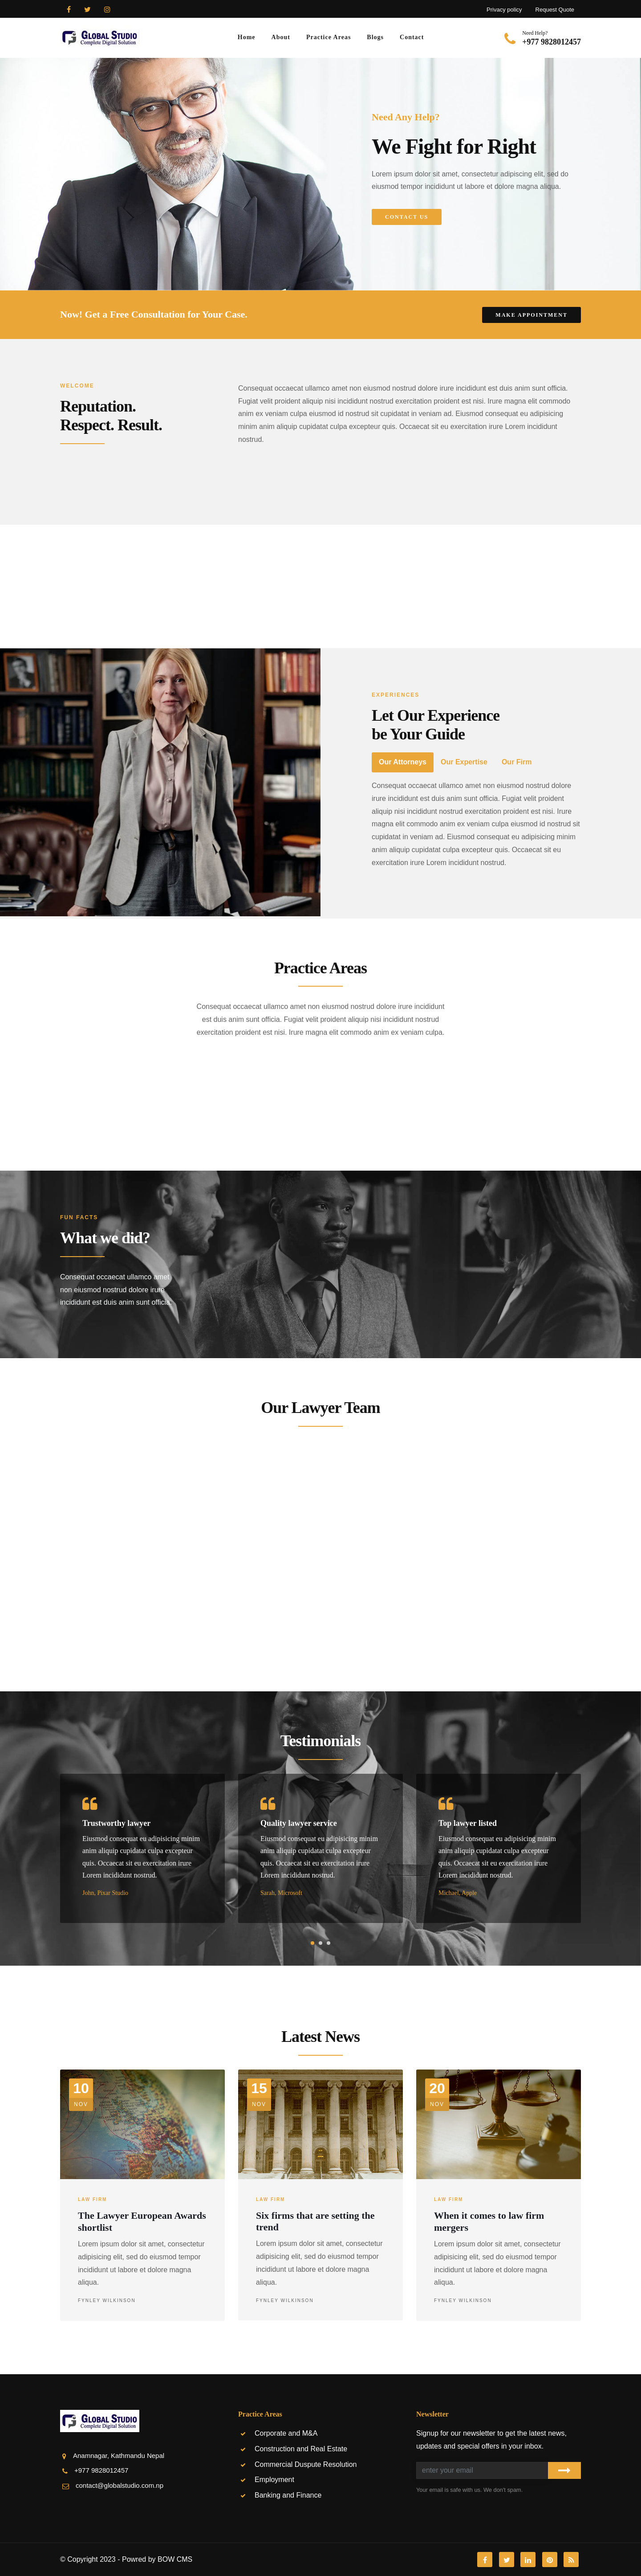 Privacy policy Request Quote
GLOBAL STUDIO
Complete Digital Solution
Home About Practice Areas Blogs Contact
Need Help?
+977 9828012457
Need Any Help?
We Fight for Right
Lorem ipsum dolor sit amet, consectetur adipisicing elit, sed do
eiusmod tempor incididunt ut labore et dolore magna aliqua.
CONTACT US
Now! Get a Free Consultation for Your Case.
MAKE APPOINTMENT
WELCOME
Reputation.
Respect. Result.
Consequat occaecat ullamco amet non eiusmod nostrud dolore irure incididunt est duis anim sunt officia.
Fugiat velit proident aliquip nisi incididunt nostrud exercitation proident est nisi. Irure magna elit commodo
anim ex veniam culpa eiusmod id nostrud sit cupidatat in veniam ad. Eiusmod consequat eu adipisicing
minim anim aliquip cupidatat culpa excepteur quis. Occaecat sit eu exercitation irure Lorem incididunt
nostrud.
EXPERIENCES
Let Our Experience
be Your Guide
Our Attorneys Our Expertise Our Firm
Consequat occaecat ullamco amet non eiusmod nostrud dolore
irure incididunt est duis anim sunt officia. Fugiat velit proident
aliquip nisi incididunt nostrud exercitation proident est nisi. Irure
magna elit commodo anim ex veniam culpa eiusmod id nostrud sit
cupidatat in veniam ad. Eiusmod consequat eu adipisicing minim
anim aliquip cupidatat culpa excepteur quis. Occaecat sit eu
exercitation irure Lorem incididunt nostrud.
Practice Areas
Consequat occaecat ullamco amet non eiusmod nostrud dolore irure incididunt
est duis anim sunt officia. Fugiat velit proident aliquip nisi incididunt nostrud
exercitation proident est nisi. Irure magna elit commodo anim ex veniam culpa.
FUN FACTS
What we did?
Consequat occaecat ullamco amet
non eiusmod nostrud dolore irure
incididunt est duis anim sunt officia.
Our Lawyer Team
Testimonials
Trustworthy lawyer
Eiusmod consequat eu adipisicing minim
anim aliquip cupidatat culpa excepteur
quis. Occaecat sit eu exercitation irure
Lorem incididunt nostrud.
John, Pixar Studio
Quality lawyer service
Eiusmod consequat eu adipisicing minim
anim aliquip cupidatat culpa excepteur
quis. Occaecat sit eu exercitation irure
Lorem incididunt nostrud.
Sarah, Microsoft
Top lawyer listed
Eiusmod consequat eu adipisicing minim
anim aliquip cupidatat culpa excepteur
quis. Occaecat sit eu exercitation irure
Lorem incididunt nostrud.
Michael, Apple
Latest News
10
NOV
LAW FIRM
The Lawyer European Awards
shortlist
Lorem ipsum dolor sit amet, consectetur
adipisicing elit, sed do eiusmod tempor
incididunt ut labore et dolore magna
aliqua.
FYNLEY WILKINSON
15
NOV
LAW FIRM
Six firms that are setting the
trend
Lorem ipsum dolor sit amet, consectetur
adipisicing elit, sed do eiusmod tempor
incididunt ut labore et dolore magna
aliqua.
FYNLEY WILKINSON
20
NOV
LAW FIRM
When it comes to law firm
mergers
Lorem ipsum dolor sit amet, consectetur
adipisicing elit, sed do eiusmod tempor
incididunt ut labore et dolore magna
aliqua.
FYNLEY WILKINSON
GLOBAL STUDIO
Complete Digital Solution
Anamnagar, Kathmandu Nepal
+977 9828012457
contact@globalstudio.com.np
Practice Areas
Corporate and M&A
Construction and Real Estate
Commercial Duspute Resolution
Employment
Banking and Finance
Newsletter
Signup for our newsletter to get the latest news,
updates and special offers in your inbox.
enter your email
Your email is safe with us. We don't spam.
© Copyright 2023 - Powred by BOW CMS